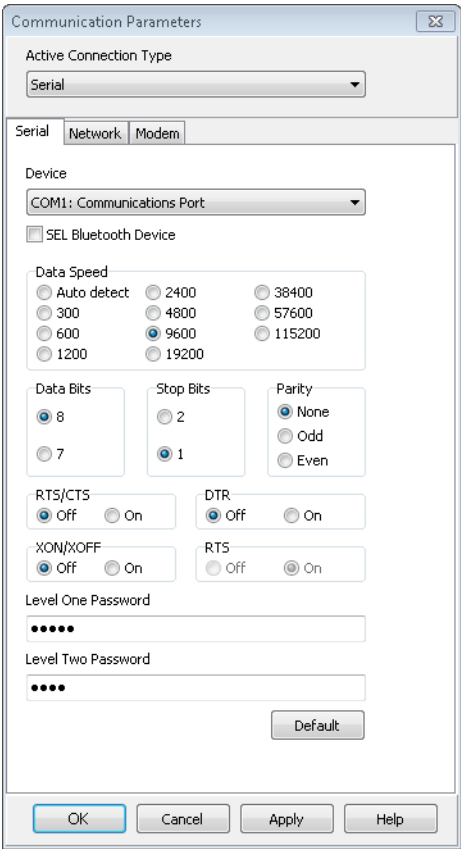 Communication Parameters
Active Connection Type
Serial
Serial Network Modem
Device
COM1: Communications Port
SEL Bluetooth Device
Data Speed
Auto detect 2400 38400
300 4800 57600
600 9600 115200
1200 19200
Data Bits Stop Bits Parity
8 2 None
Odd
7 1 Even
RTS/CTS DTR
Off On Off On
XON/XOFF RTS
Off On Off On
Level One Password
●●●●●
Level Two Password
●●●●
Default
OK Cancel Apply Help